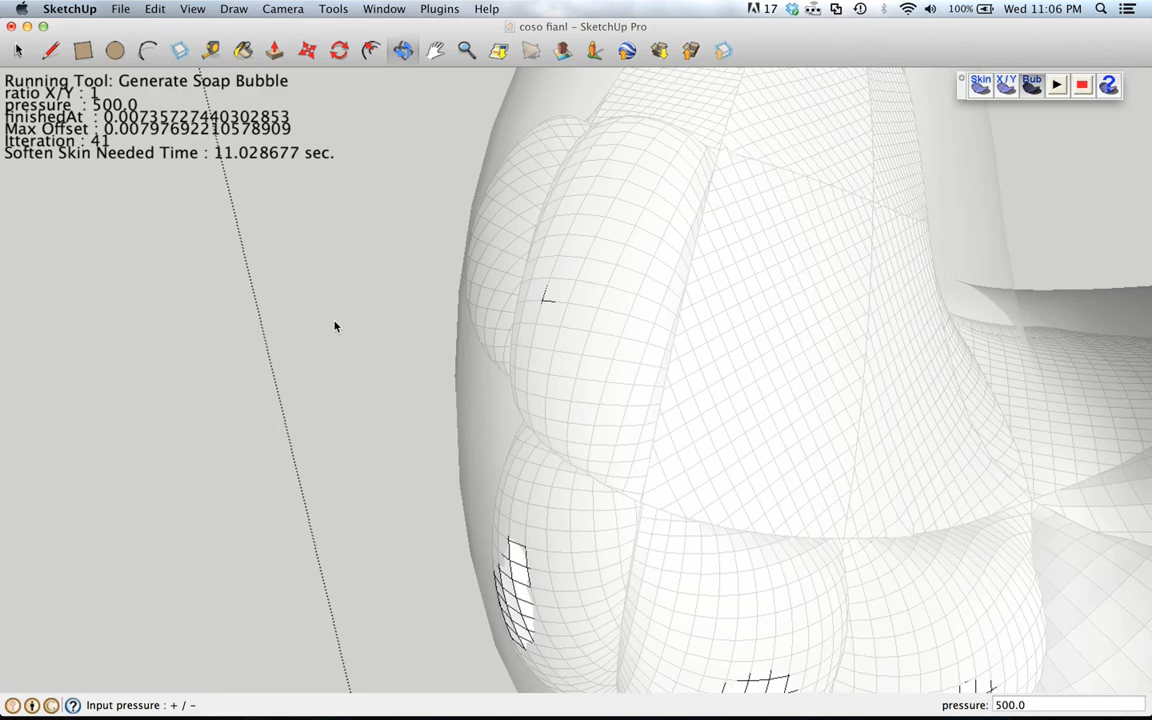 SketchUp File Edit View Draw Camera Tools Window Plugins Help 17 100% Wed 11:06 PM
coso fianl - SketchUp Pro
Skin X/Y Bub
Running Tool: Generate Soap Bubble
ratio X/Y : 1
pressure : 500.0
finishedAt : 0.00735727440302853
Max Offset : 0.00797692210578909
Itteration : 41
Soften Skin Needed Time : 11.028677 sec.
Input pressure : + / -
pressure: 500.0